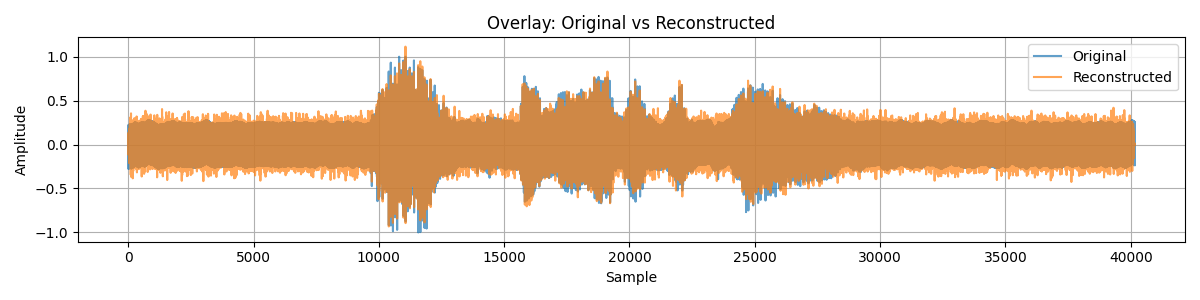 Overlay: Original vs Reconstructed
Amplitude
1.0
0.5
0.0
−0.5
−1.0
Original
Reconstructed
0 5000 10000 15000 20000 25000 30000 35000 40000
Sample